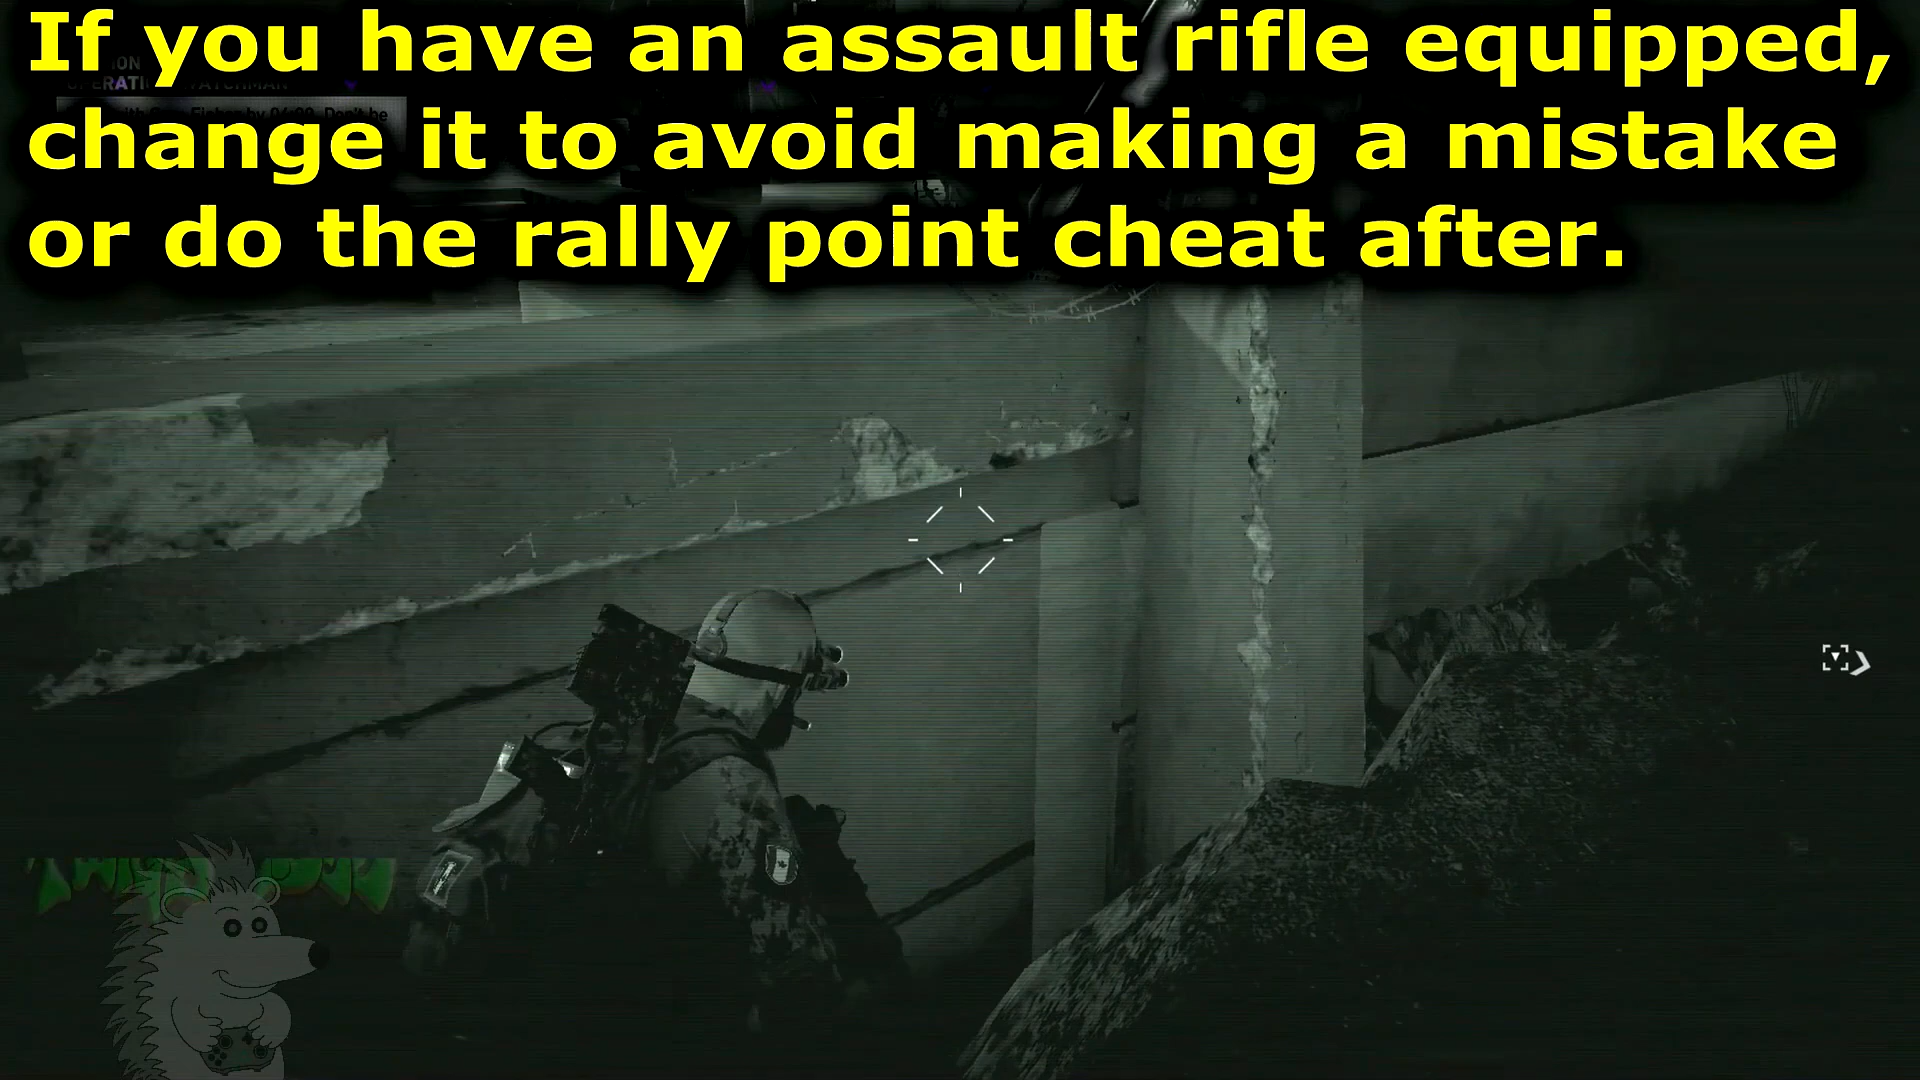 If you have an assault rifle equipped,
change it to avoid making a mistake
or do the rally point cheat after.